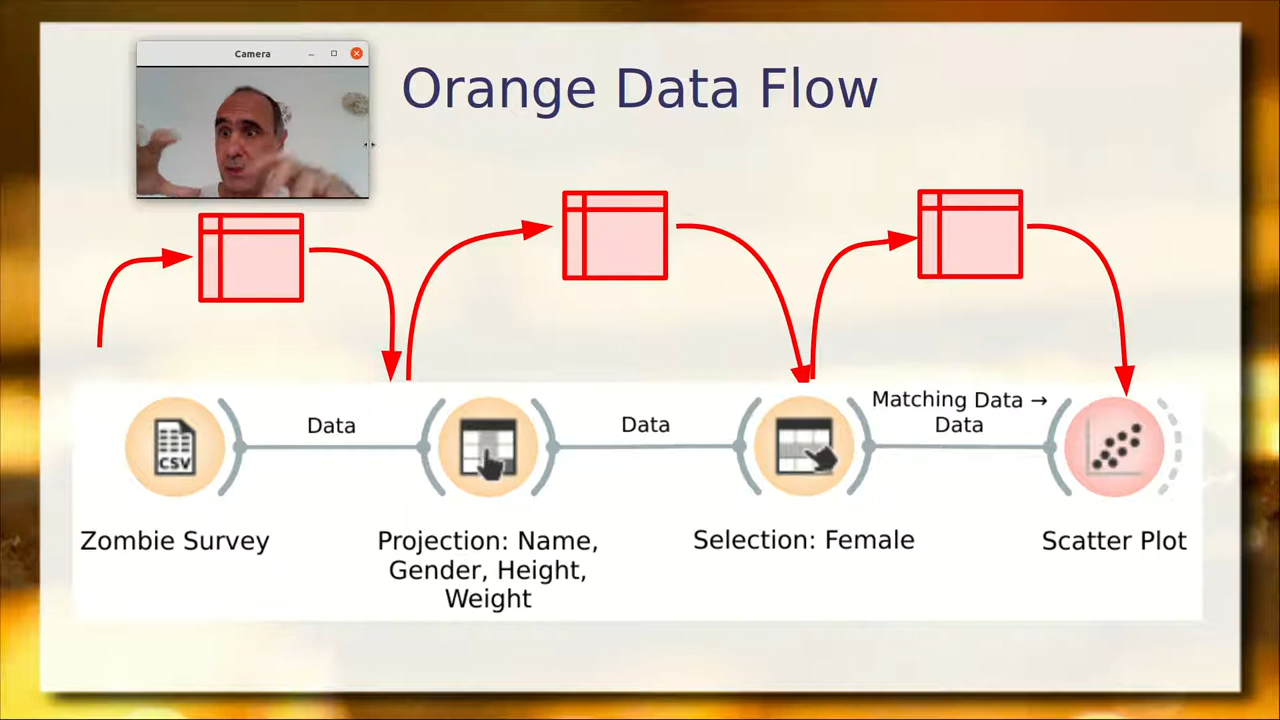 Camera
Orange Data Flow
Data
Data
Matching Data →
Data
CSV
Zombie Survey
Projection: Name,
Gender, Height,
Weight
Selection: Female
Scatter Plot